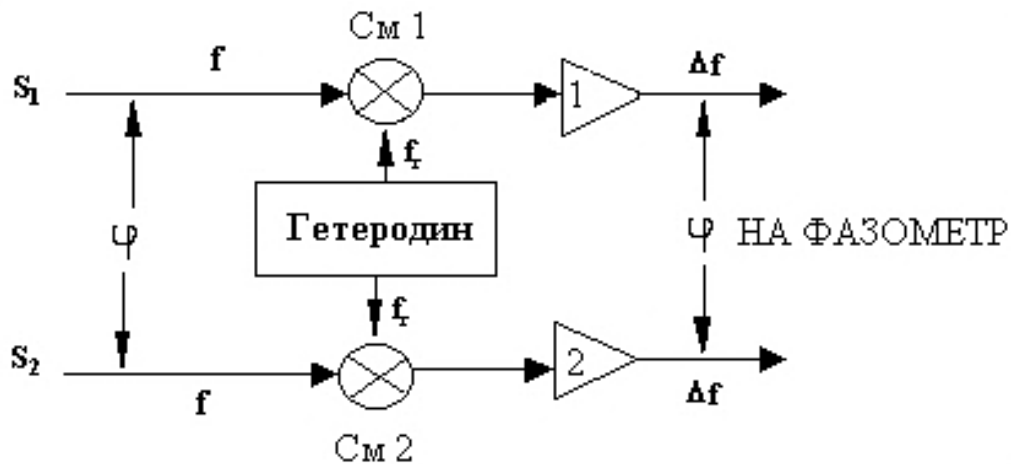 См 1
f
Δf
S₁
1
fг
φ
Гетеродин
φ НА ФАЗОМЕТР
fг
S₂
2
f
Δf
См 2